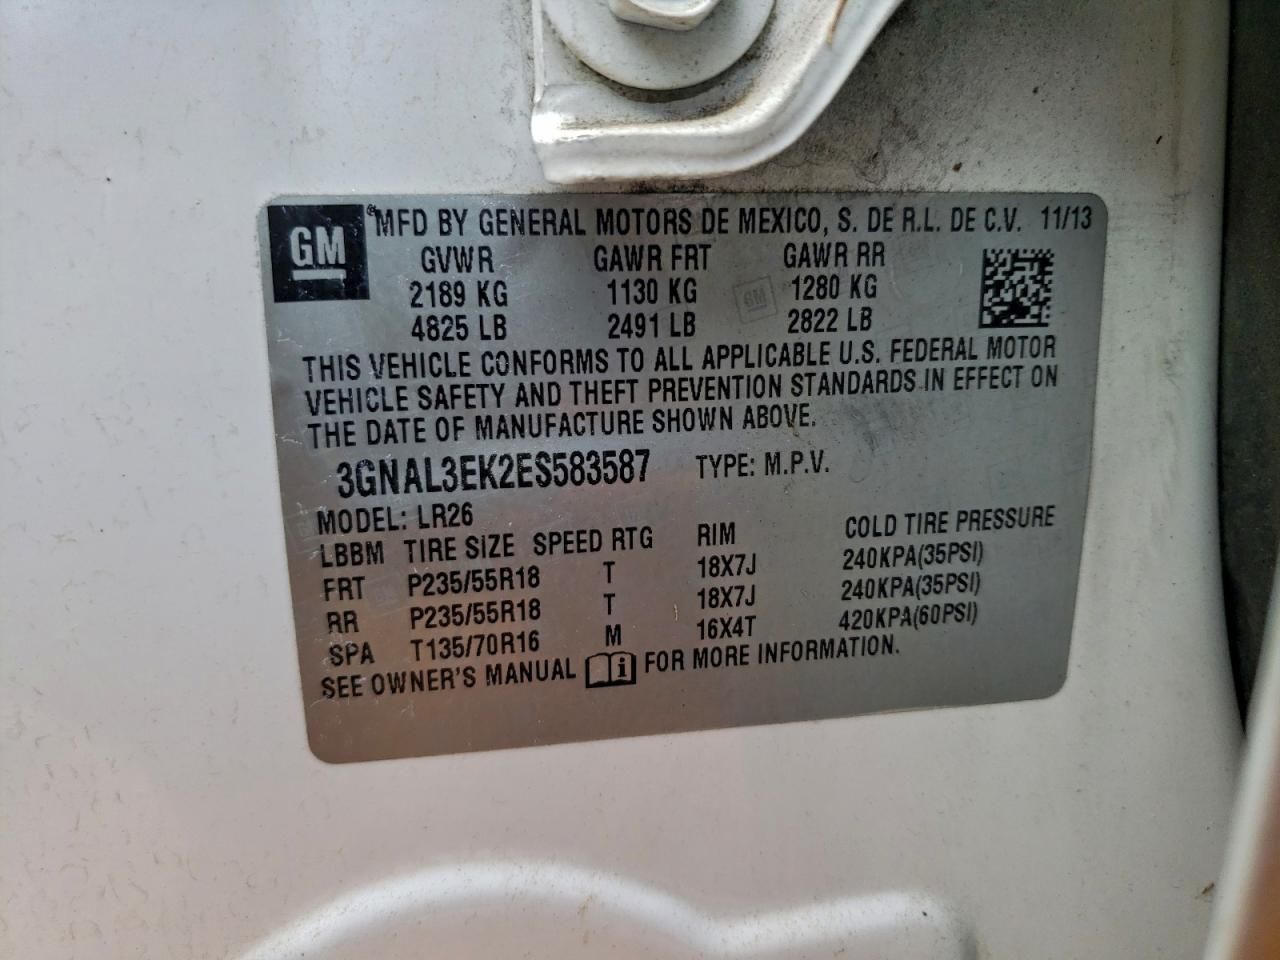 GM
®MFD BY GENERAL MOTORS DE MEXICO, S. DE R.L. DE C.V. 11/13
GVWR GAWR FRT GAWR RR
2189 KG 1130 KG 1280 KG
4825 LB 2491 LB 2822 LB
THIS VEHICLE CONFORMS TO ALL APPLICABLE U.S. FEDERAL MOTOR
VEHICLE SAFETY AND THEFT PREVENTION STANDARDS IN EFFECT ON
THE DATE OF MANUFACTURE SHOWN ABOVE.
3GNAL3EK2ES583587 TYPE: M.P.V.
MODEL: LR26
LBBM TIRE SIZE SPEED RTG RIM COLD TIRE PRESSURE
FRT P235/55R18 T 18X7J 240KPA(35PSI)
RR P235/55R18 T 18X7J 240KPA(35PSI)
SPA T135/70R16 M 16X4T 420KPA(60PSI)
SEE OWNER'S MANUAL i FOR MORE INFORMATION.